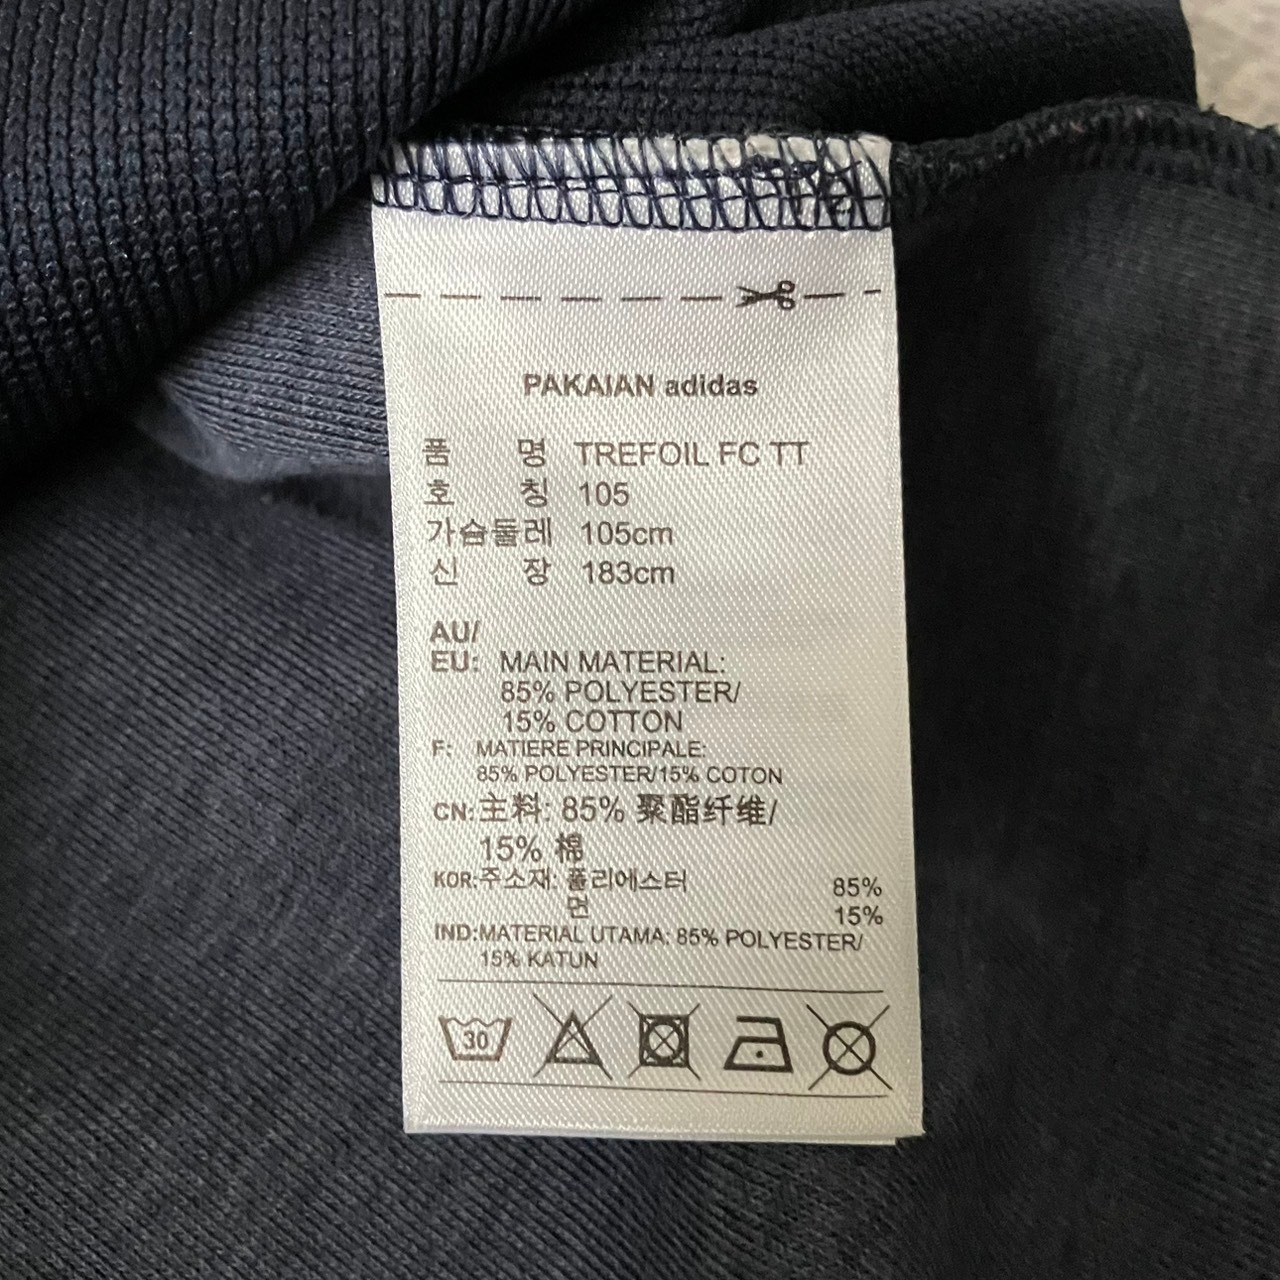 PAKAIAN adidas
품 명 TREFOIL FC TT
호 칭 105
가슴둘레 105cm
신 장 183cm
AU/
EU: MAIN MATERIAL:
85% POLYESTER/
15% COTTON
F: MATIERE PRINCIPALE:
85% POLYESTER/15% COTON
CN: 主料: 85% 聚酯纤维/
15% 棉
KOR:주소재: 폴리에스터 85%
면 15%
IND:MATERIAL UTAMA: 85% POLYESTER/
15% KATUN
30